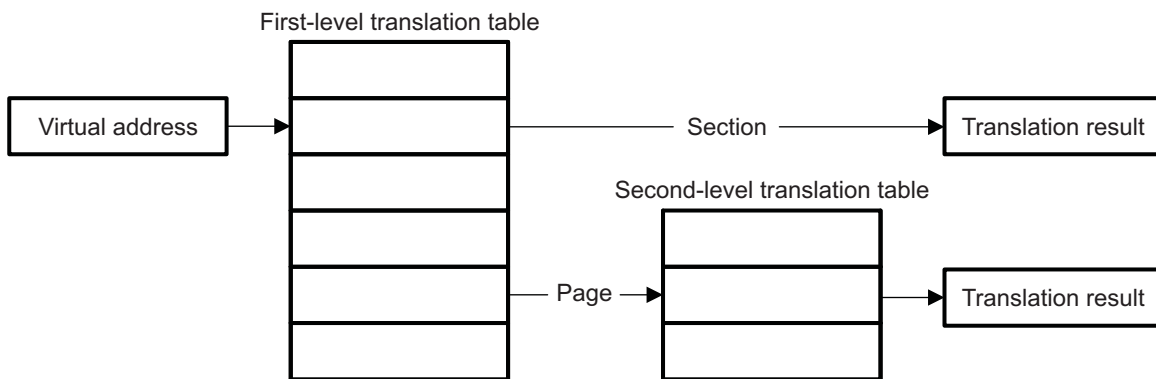 First-level translation table
Virtual address
Section
Translation result
Second-level translation table
Page
Translation result